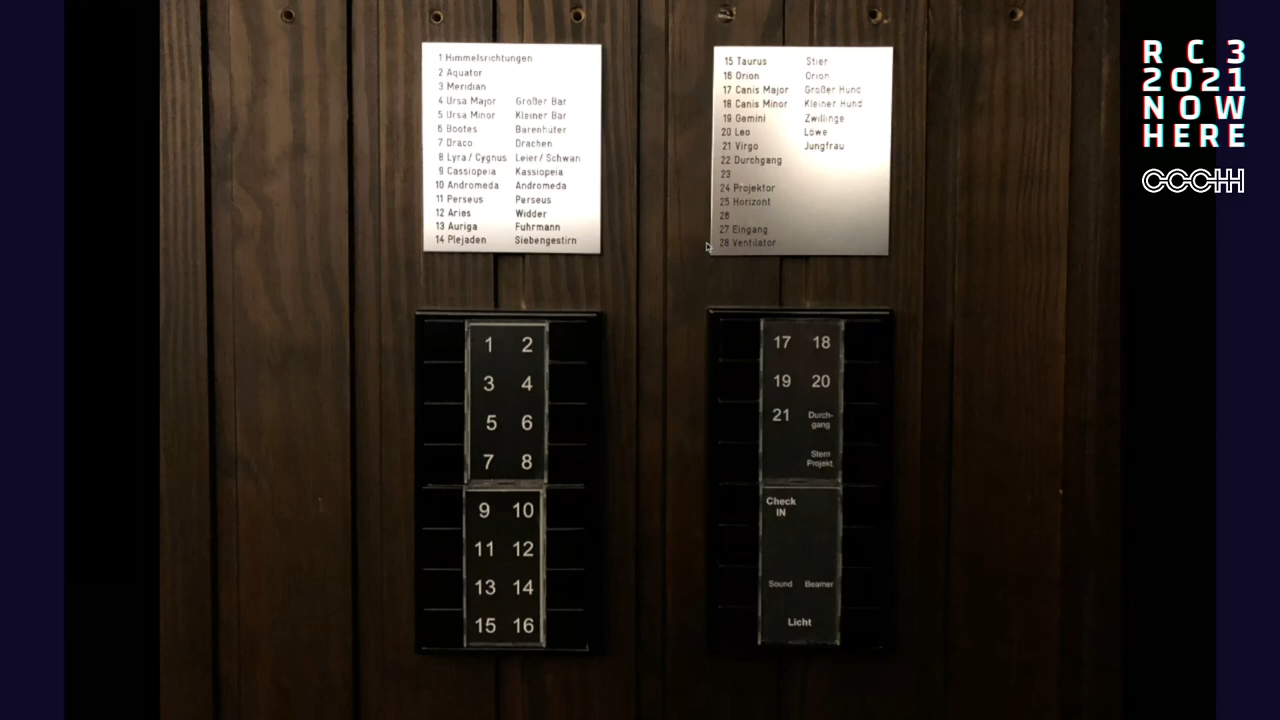 1 Himmelsrichtungen
2 Aquator
3 Meridian
4 Ursa Major Großer Bar
5 Ursa Minor Kleiner Bar
6 Bootes Barenhuter
7 Draco Drachen
8 Lyra / Cygnus Leier / Schwan
9 Cassiopeia Kassiopeia
10 Andromeda Andromeda
11 Perseus Perseus
12 Aries Widder
13 Auriga Fuhrmann
14 Plejaden Siebengestirn
15 Taurus Stier
16 Orion Orion
17 Canis Major Großer Hund
18 Canis Minor Kleiner Hund
19 Gemini Zwillinge
20 Leo Löwe
21 Virgo Jungfrau
22 Durchgang
23
24 Projektor
25 Horizont
26
27 Eingang
28 Ventilator
1 2
3 4
5 6
7 8
9 10
11 12
13 14
15 16
17 18
19 20
21 Durch-
gang
Stern
Projekt.
Check
IN
Sound Beamer
Licht
RC3
2021
NOW
HERE
CCCHH